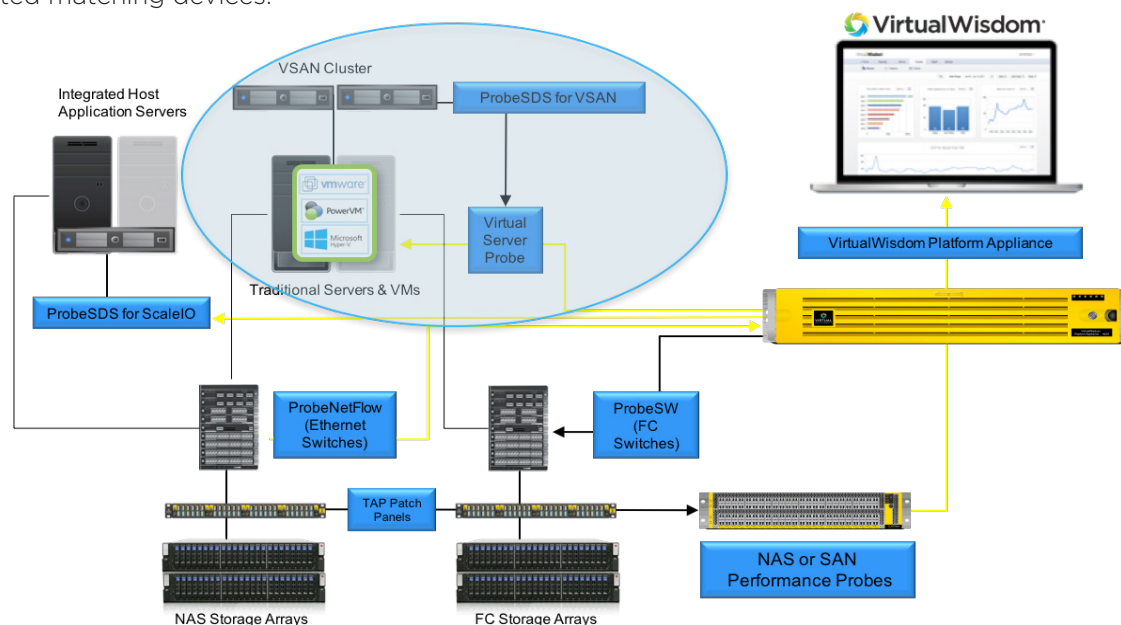 ted matching devices.
VirtualWisdom
VSAN Cluster
Integrated Host
Application Servers
ProbeSDS for VSAN
vmware
PowerVM™
Microsoft
Hyper-V
Virtual
Server
Probe
VirtualWisdom Platform Appliance
Traditional Servers & VMs
ProbeSDS for ScaleIO
VIRTUAL
ProbeNetFlow
(Ethernet
Switches)
ProbeSW
(FC
Switches)
TAP Patch
Panels
NAS or SAN
Performance Probes
NAS Storage Arrays
FC Storage Arrays